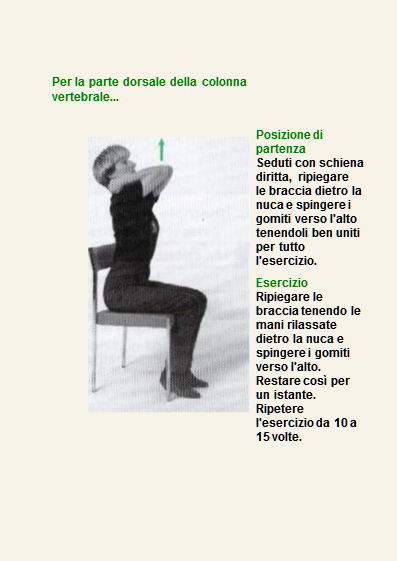 Per la parte dorsale della colonna
vertebrale...
Posizione di
partenza
Seduti con schiena
diritta, ripiegare
le braccia dietro la
nuca e spingere i
gomiti verso l'alto
tenendoli ben uniti
per tutto
l'esercizio.
Esercizio
Ripiegare le
braccia tenendo le
mani rilassate
dietro la nuca e
spingere i gomiti
verso l'alto.
Restare così per
un istante.
Ripetere
l'esercizio da 10 a
15 volte.